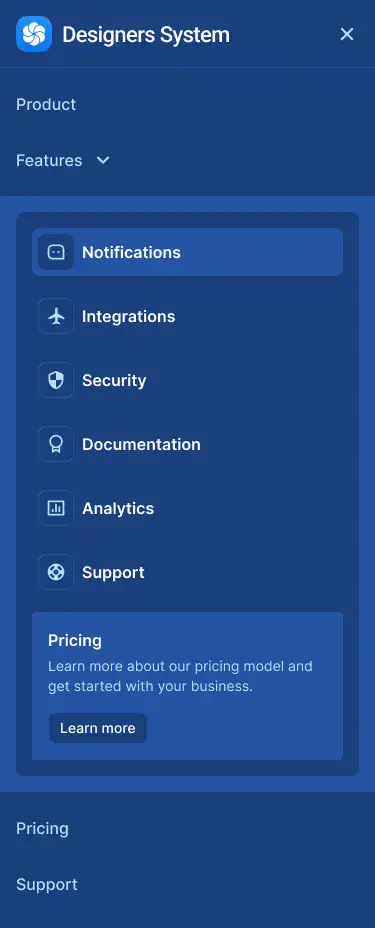 Designers System
Product
Features
Notifications
Integrations
Security
Documentation
Analytics
Support
Pricing
Learn more about our pricing model and
get started with your business.
Learn more
Pricing
Support